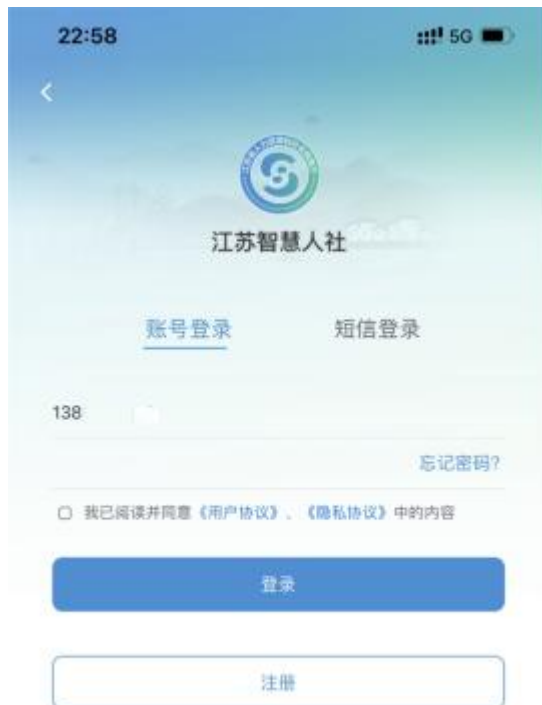 22:58 5G
江苏智慧人社
账号登录 短信登录
138
忘记密码?
我已阅读并同意《用户协议》、《隐私协议》中的内容
登录
注册